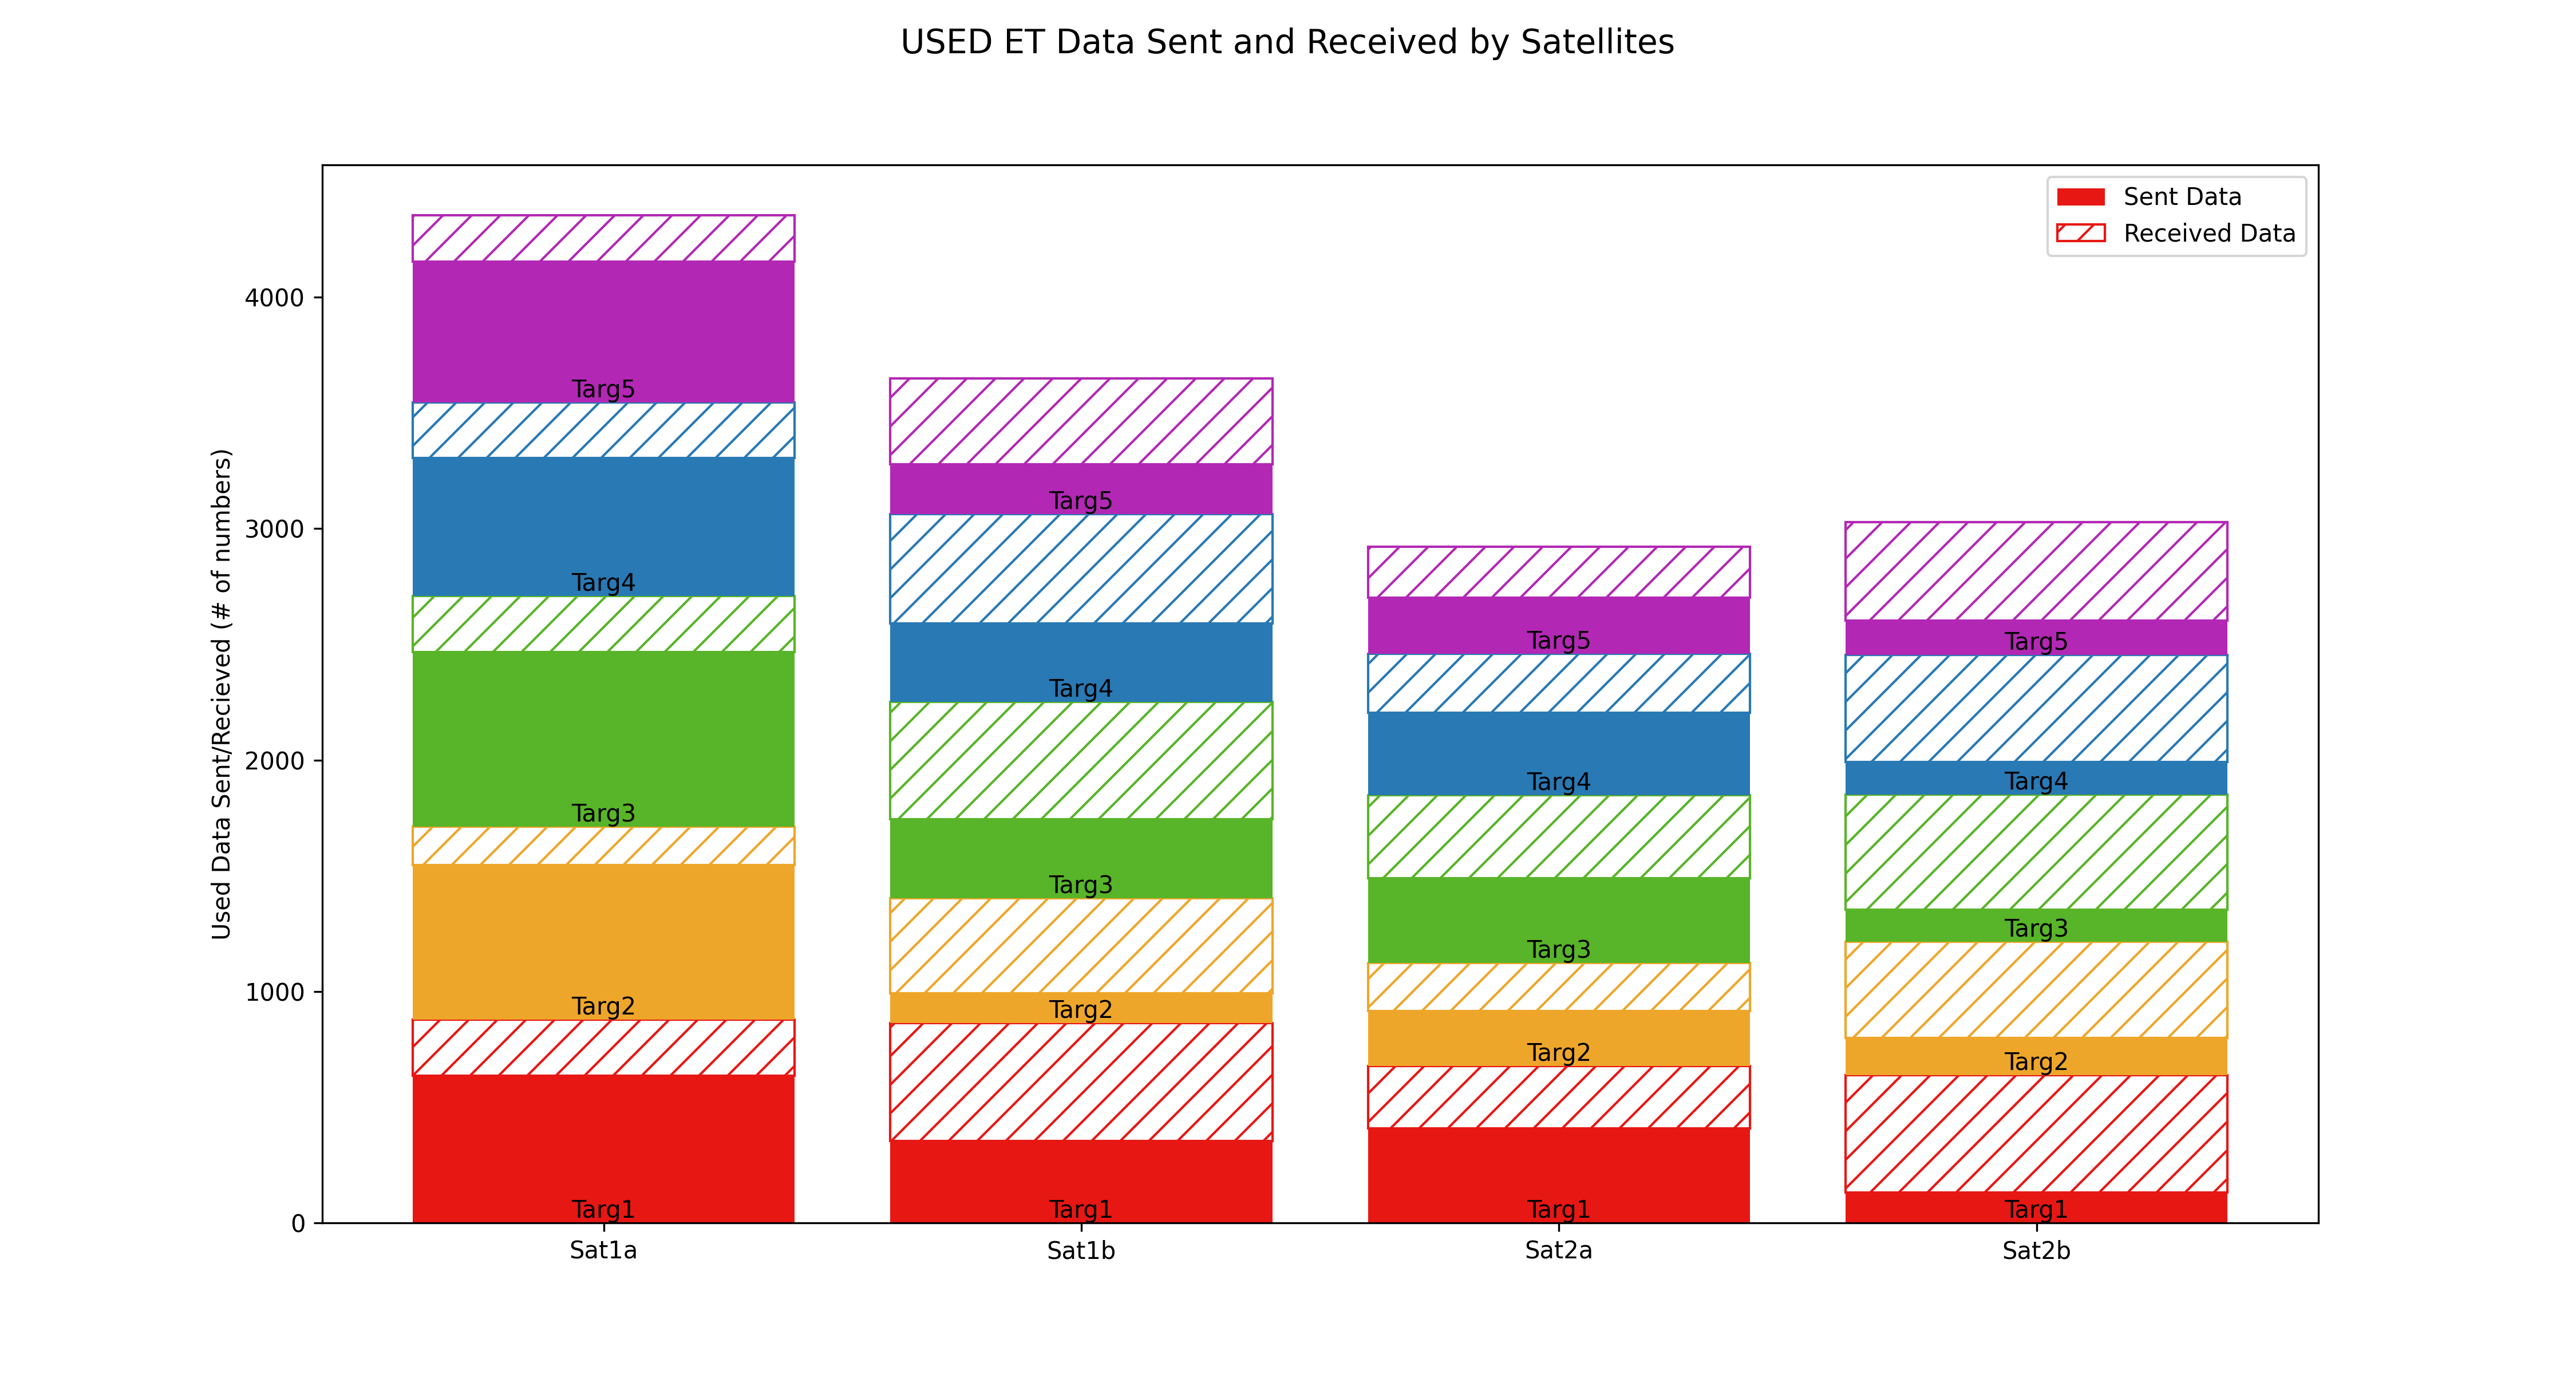 USED ET Data Sent and Received by Satellites
Sent Data
Received Data
Used Data Sent/Recieved (# of numbers)
4000
3000
2000
1000
0
Targ5
Targ4
Targ3
Targ2
Targ1
Targ5
Targ4
Targ3
Targ2
Targ1
Targ5
Targ4
Targ3
Targ2
Targ1
Targ5
Targ4
Targ3
Targ2
Targ1
Sat1a
Sat1b
Sat2a
Sat2b